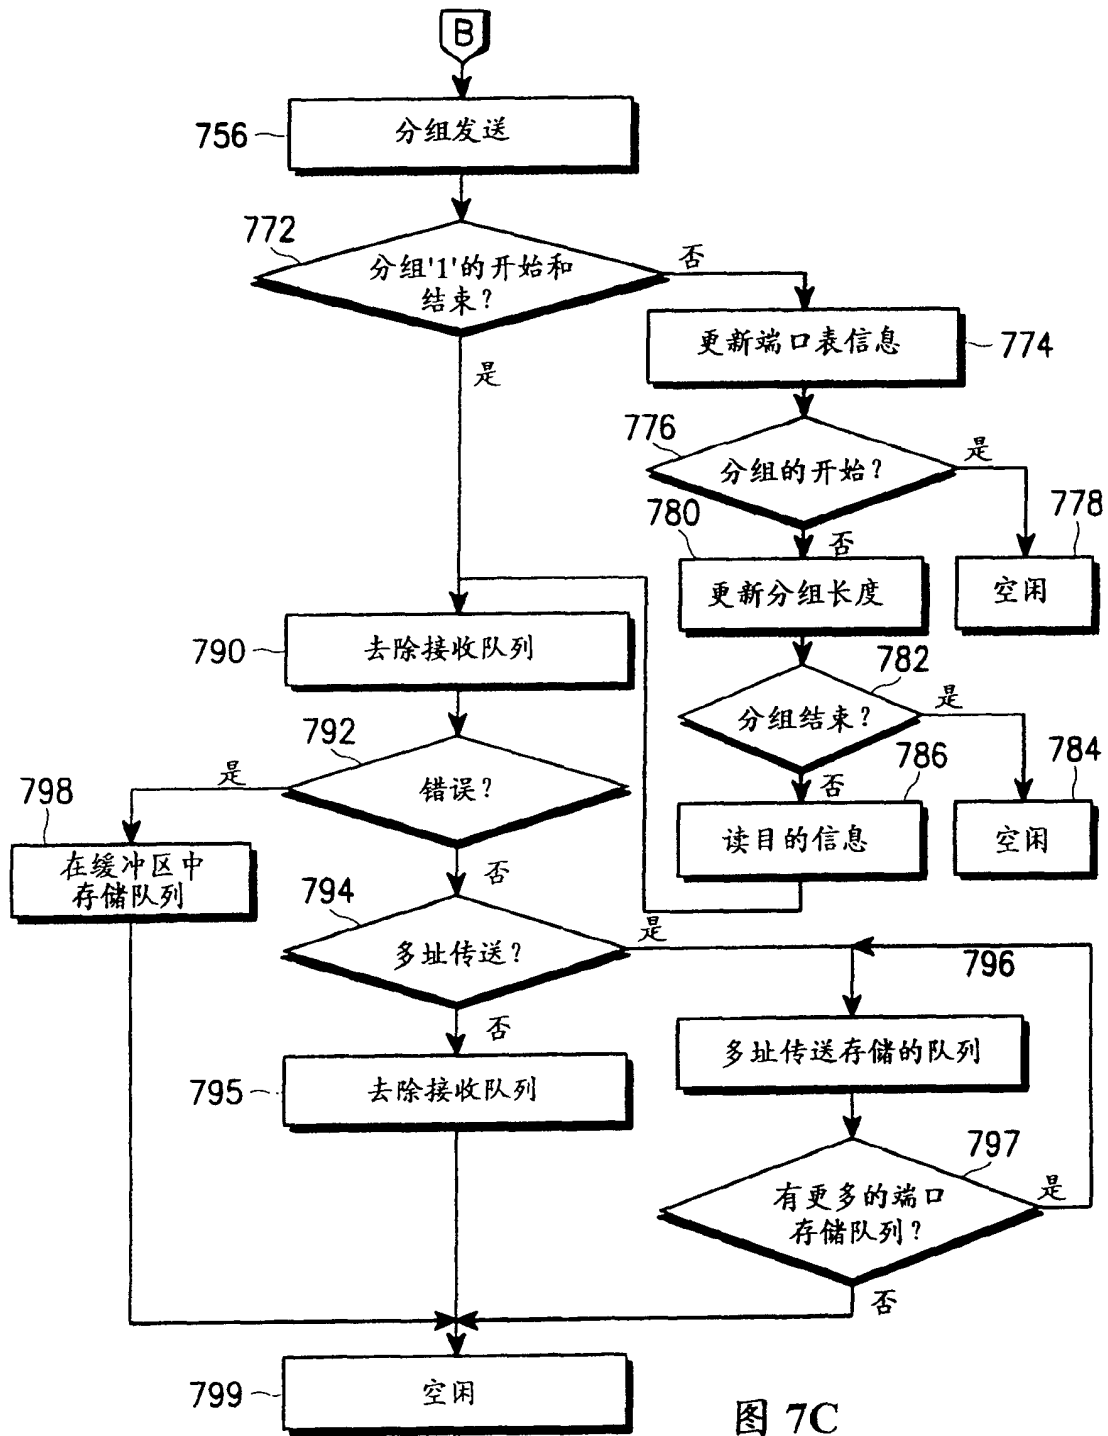 B
756
分组发送
772
分组'1'的开始和
结束？
否
是
更新端口表信息
774
776
分组的开始？
是
778
空闲
780
否
更新分组长度
782
分组结束？
是
784
空闲
786
否
读目的信息
790
去除接收队列
792
错误？
是
798
在缓冲区中
存储队列
否
794
多址传送？
是
796
多址传送存储的队列
否
795
去除接收队列
797
有更多的端口
存储队列？
是
否
799
空闲
图 7C